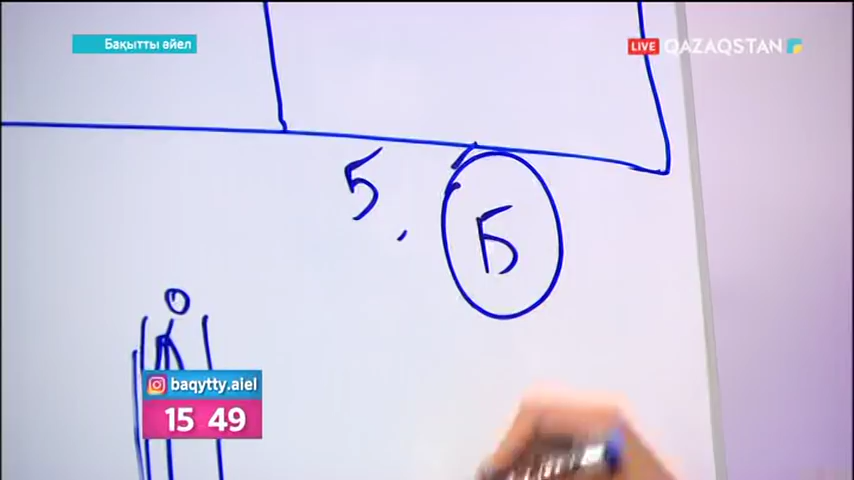 Бақытты әйел
LIVE QAZAQSTAN
5.
Б
baqytty.aiel
15 49